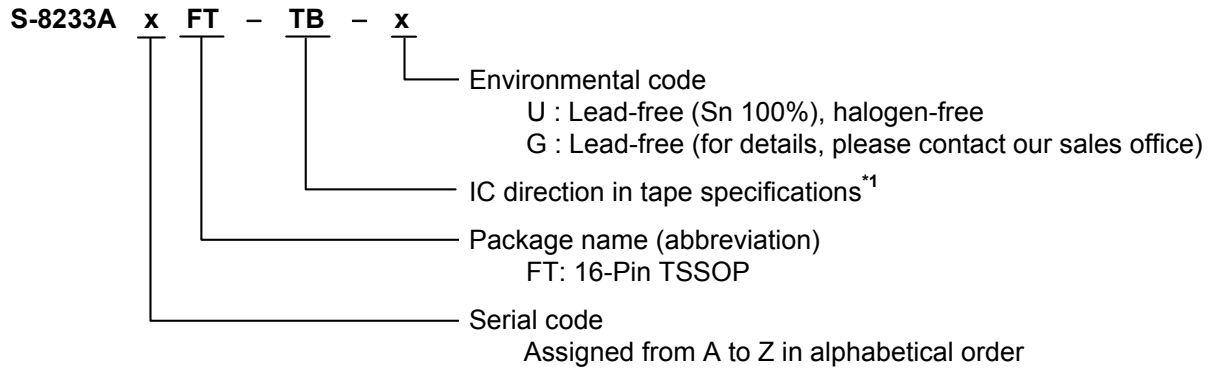 S-8233A x FT – TB – x
Environmental code
U : Lead-free (Sn 100%), halogen-free
G : Lead-free (for details, please contact our sales office)
IC direction in tape specifications*1
Package name (abbreviation)
FT: 16-Pin TSSOP
Serial code
Assigned from A to Z in alphabetical order